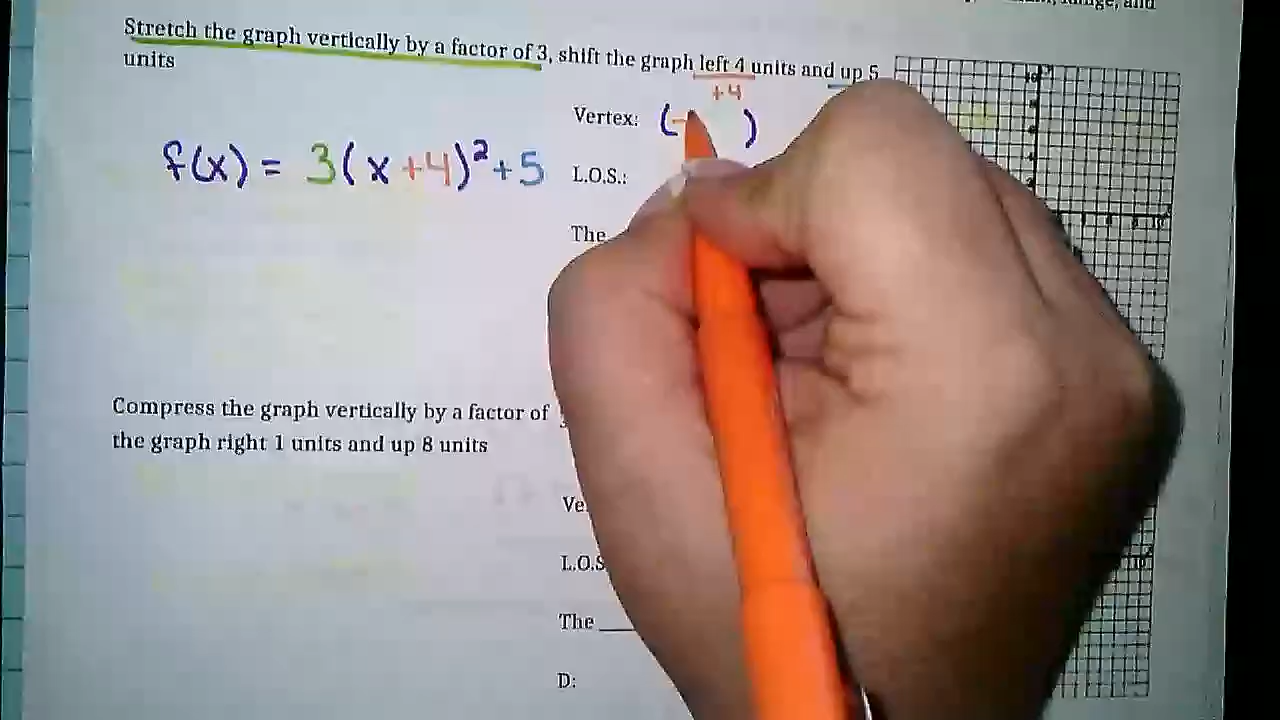 and
Stretch the graph vertically by a factor of 3, shift the graph left 4 units and up 5
units
+4
Vertex: ( )
f(x) = 3(x+4)²+5
L.O.S.:
The
Compress the graph vertically by a factor of
the graph right 1 units and up 8 units
The
D: